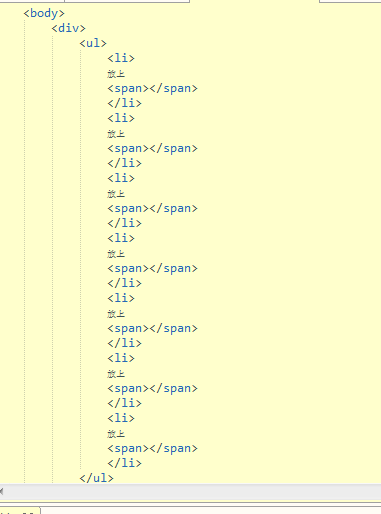 <body>
<div>
<ul>
<li>
放上
<span></span>
</li>
<li>
放上
<span></span>
</li>
<li>
放上
<span></span>
</li>
<li>
放上
<span></span>
</li>
<li>
放上
<span></span>
</li>
<li>
放上
<span></span>
</li>
<li>
放上
<span></span>
</li>
</ul>